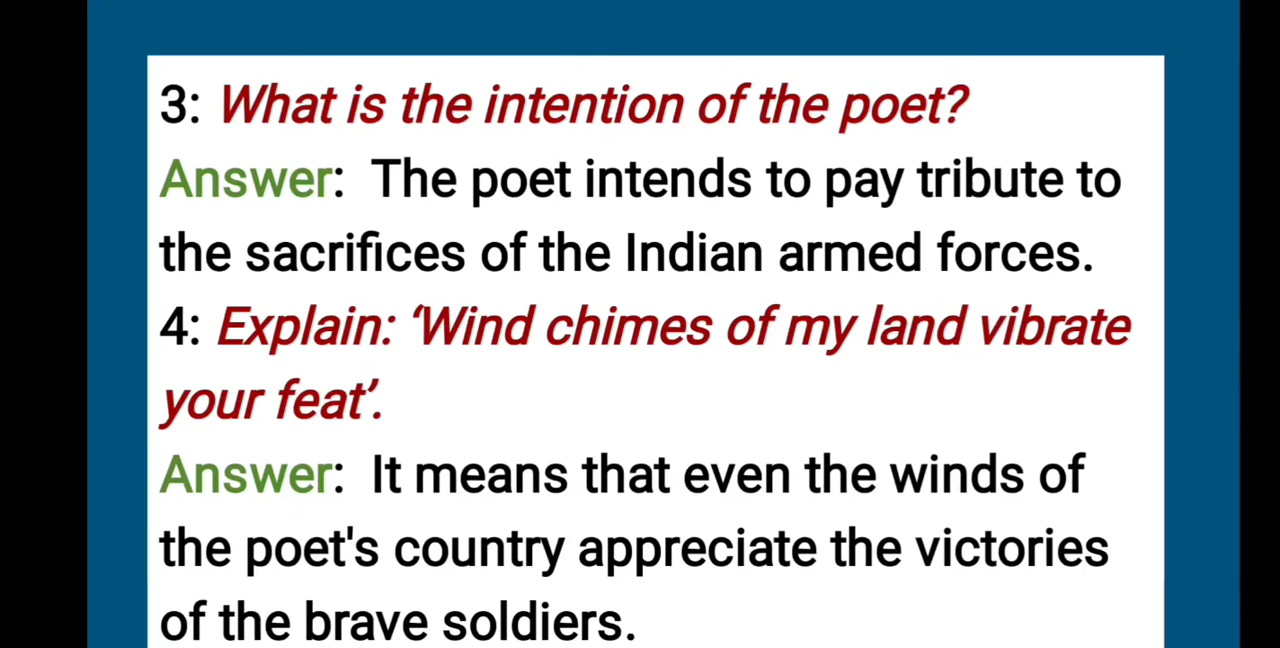 3: What is the intention of the poet?
Answer:  The poet intends to pay tribute to
the sacrifices of the Indian armed forces.
4: Explain: ‘Wind chimes of my land vibrate
your feat’.
Answer:  It means that even the winds of
the poet's country appreciate the victories
of the brave soldiers.